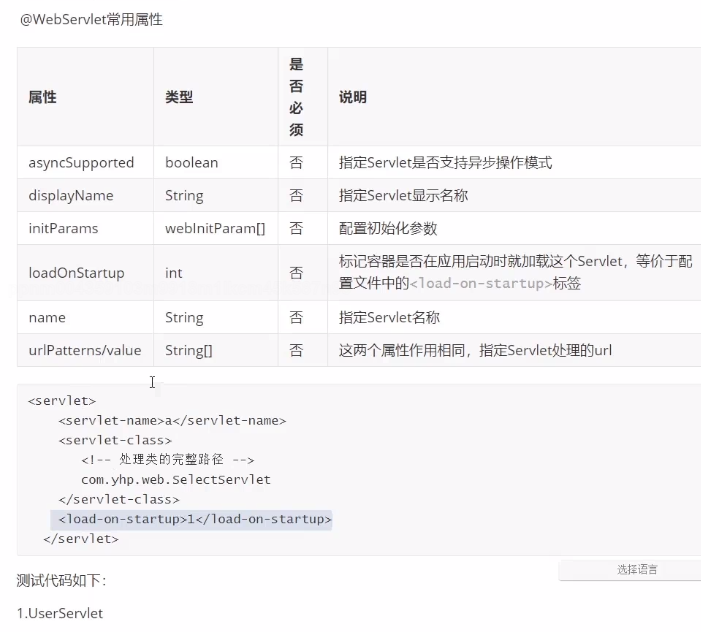 @WebServlet常用属性
属性 类型 是否必须 说明
asyncSupported boolean 否 指定Servlet是否支持异步操作模式
displayName String 否 指定Servlet显示名称
initParams webInitParam[] 否 配置初始化参数
loadOnStartup int 否 标记容器是否在应用启动时就加载这个Servlet，等价于配
置文件中的<load-on-startup>标签
name String 否 指定Servlet名称
urlPatterns/value String[] 否 这两个属性作用相同，指定Servlet处理的url
<servlet>
<servlet-name>a</servlet-name>
<servlet-class>
<!-- 处理类的完整路径 -->
com.yhp.web.SelectServlet
</servlet-class>
<load-on-startup>1</load-on-startup>
</servlet>
选择语言
测试代码如下：
1.UserServlet